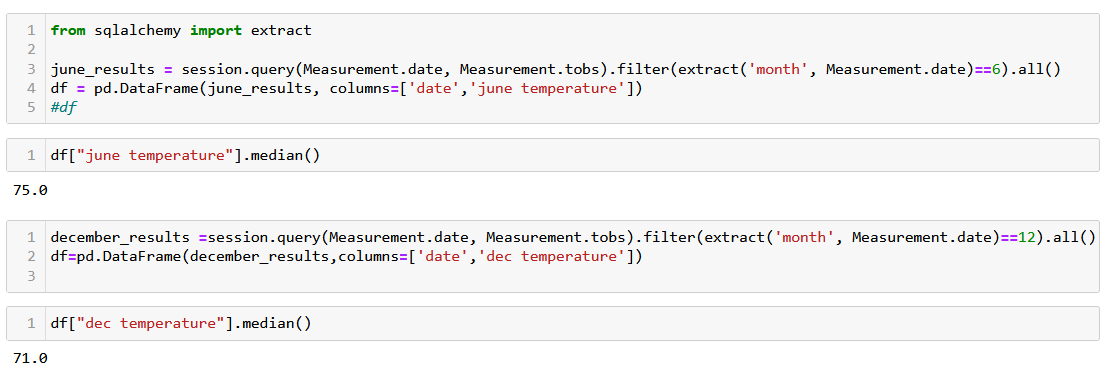 1 from sqlalchemy import extract
2
3 june_results = session.query(Measurement.date, Measurement.tobs).filter(extract('month', Measurement.date)==6).all()
4 df = pd.DataFrame(june_results, columns=['date','june temperature'])
5 #df
1 df["june temperature"].median()
75.0
1 december_results =session.query(Measurement.date, Measurement.tobs).filter(extract('month', Measurement.date)==12).all()
2 df=pd.DataFrame(december_results,columns=['date','dec temperature'])
3
1 df["dec temperature"].median()
71.0